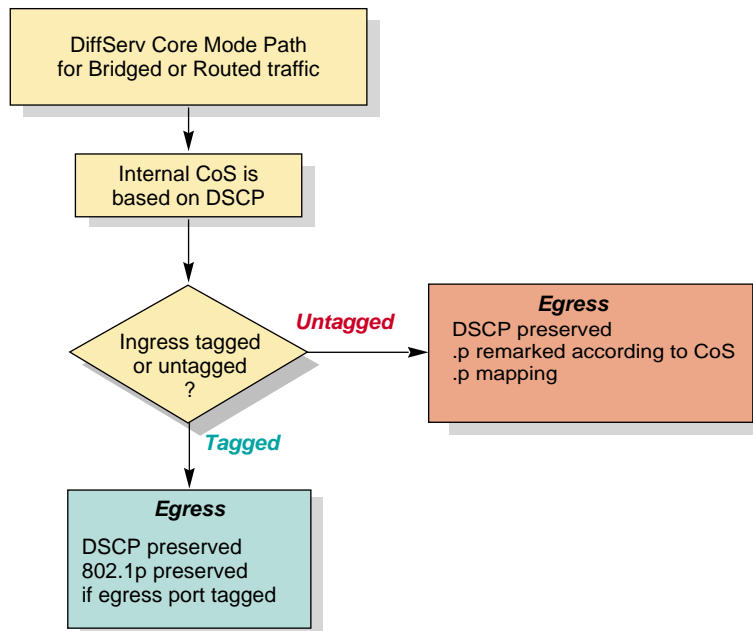 DiffServ Core Mode Path
for Bridged or Routed traffic
Internal CoS is
based on DSCP
Ingress tagged
or untagged
?
Untagged
Egress
DSCP preserved
.p remarked according to CoS
.p mapping
Tagged
Egress
DSCP preserved
802.1p preserved
if egress port tagged